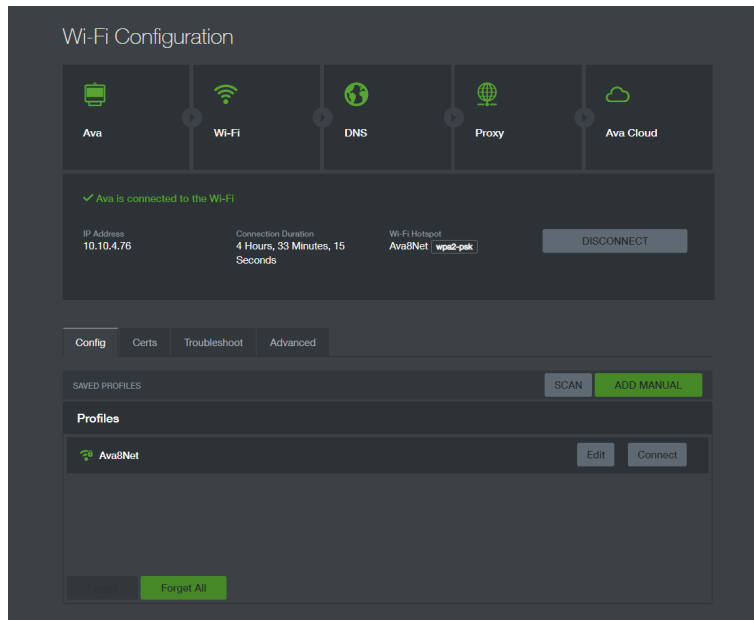 Wi-Fi Configuration
Ava
Wi-Fi
DNS
Proxy
Ava Cloud
Ava is connected to the Wi-Fi
IP Address
10.10.4.76
Connection Duration
4 Hours, 33 Minutes, 15
Seconds
Wi-Fi Hotspot
Ava8Net wpa2-psk
DISCONNECT
Config Certs Troubleshoot Advanced
SAVED PROFILES SCAN ADD MANUAL
Profiles
Ava8Net Edit Connect
Forget All